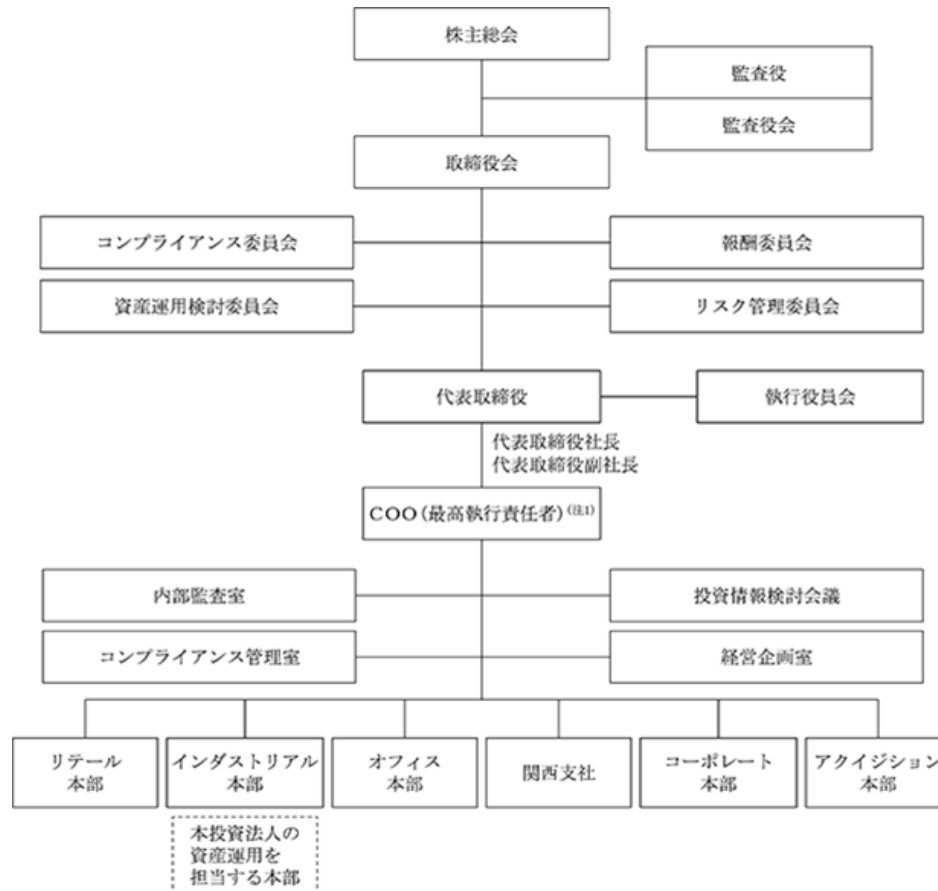 株主総会
監査役
監査役会
取締役会
コンプライアンス委員会
報酬委員会
資産運用検討委員会
リスク管理委員会
代表取締役
執行役員会
代表取締役社長
代表取締役副社長
COO(最高執行責任者)(注1)
内部監査室
投資情報検討会議
コンプライアンス管理室
経営企画室
リテール
本部
インダストリアル
本部
オフィス
本部
関西支社
コーポレート
本部
アクイジション
本部
本投資法人の
資産運用を
担当する本部